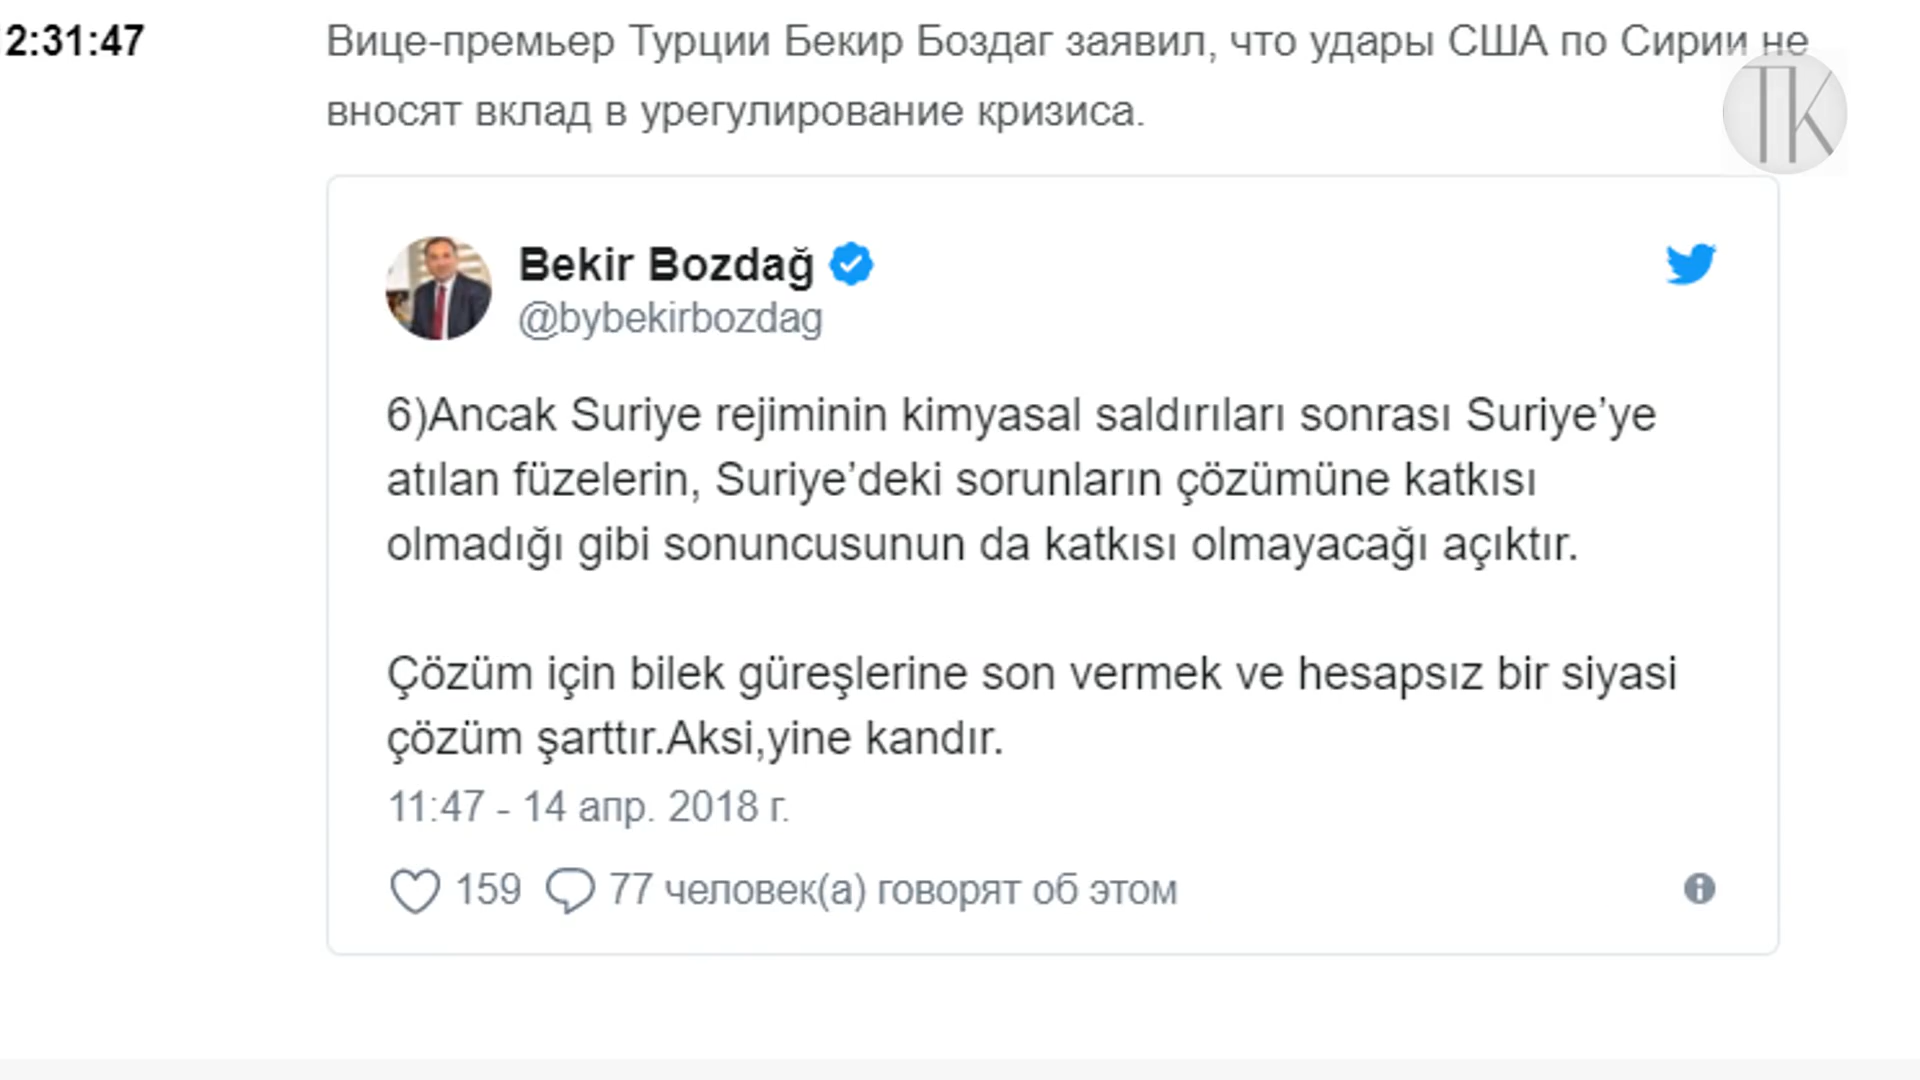 2:31:47
Вице-премьер Турции Бекир Боздаг заявил, что удары США по Сирии не
вносят вклад в урегулирование кризиса.
TK
Bekir Bozdağ
@bybekirbozdag
6)Ancak Suriye rejiminin kimyasal saldırıları sonrası Suriye’ye
atılan füzelerin, Suriye’deki sorunların çözümüne katkısı
olmadığı gibi sonuncusunun da katkısı olmayacağı açıktır.
Çözüm için bilek güreşlerine son vermek ve hesapsız bir siyasi
çözüm şarttır.Aksi,yine kandır.
11:47 - 14 апр. 2018 г.
159 77 человек(а) говорят об этом